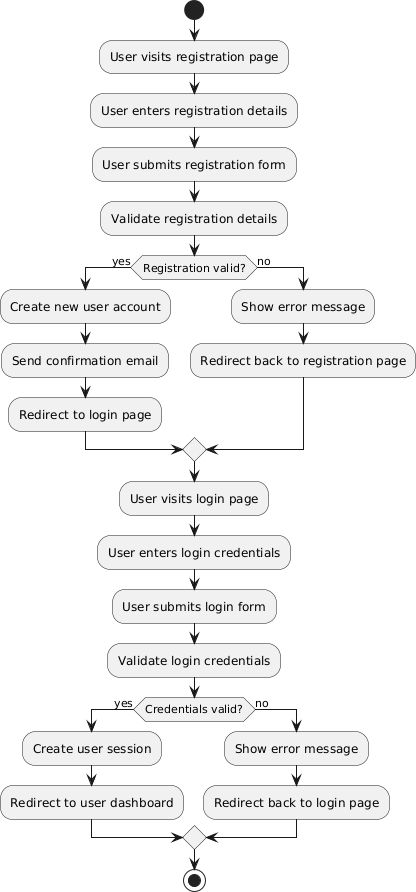 User visits registration page
User enters registration details
User submits registration form
Validate registration details
yes
Registration valid?
no
Create new user account
Show error message
Send confirmation email
Redirect back to registration page
Redirect to login page
User visits login page
User enters login credentials
User submits login form
Validate login credentials
yes
Credentials valid?
no
Create user session
Show error message
Redirect to user dashboard
Redirect back to login page